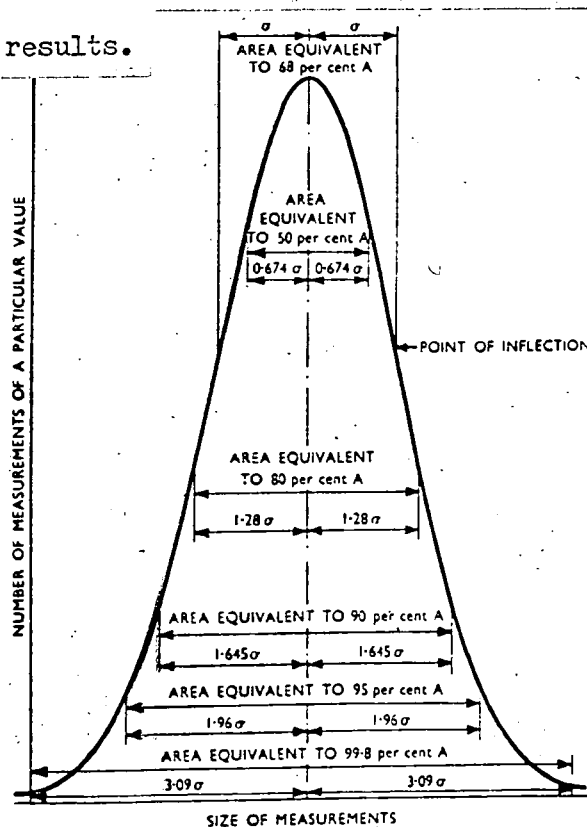 results.
σ σ
AREA EQUIVALENT
TO 68 per cent A
NUMBER OF MEASUREMENTS OF A PARTICULAR VALUE
AREA
EQUIVALENT
TO 50 per cent A
0·674 σ 0·674 σ
POINT OF INFLECTION
AREA EQUIVALENT
TO 80 per cent A
1·28 σ 1·28 σ
AREA EQUIVALENT TO 90 per cent A
1·645σ 1·645σ
AREA EQUIVALENT TO 95 per cent A
1·96 σ 1·96 σ
AREA EQUIVALENT TO 99·8 per cent A
3·09 σ 3·09 σ
SIZE OF MEASUREMENTS